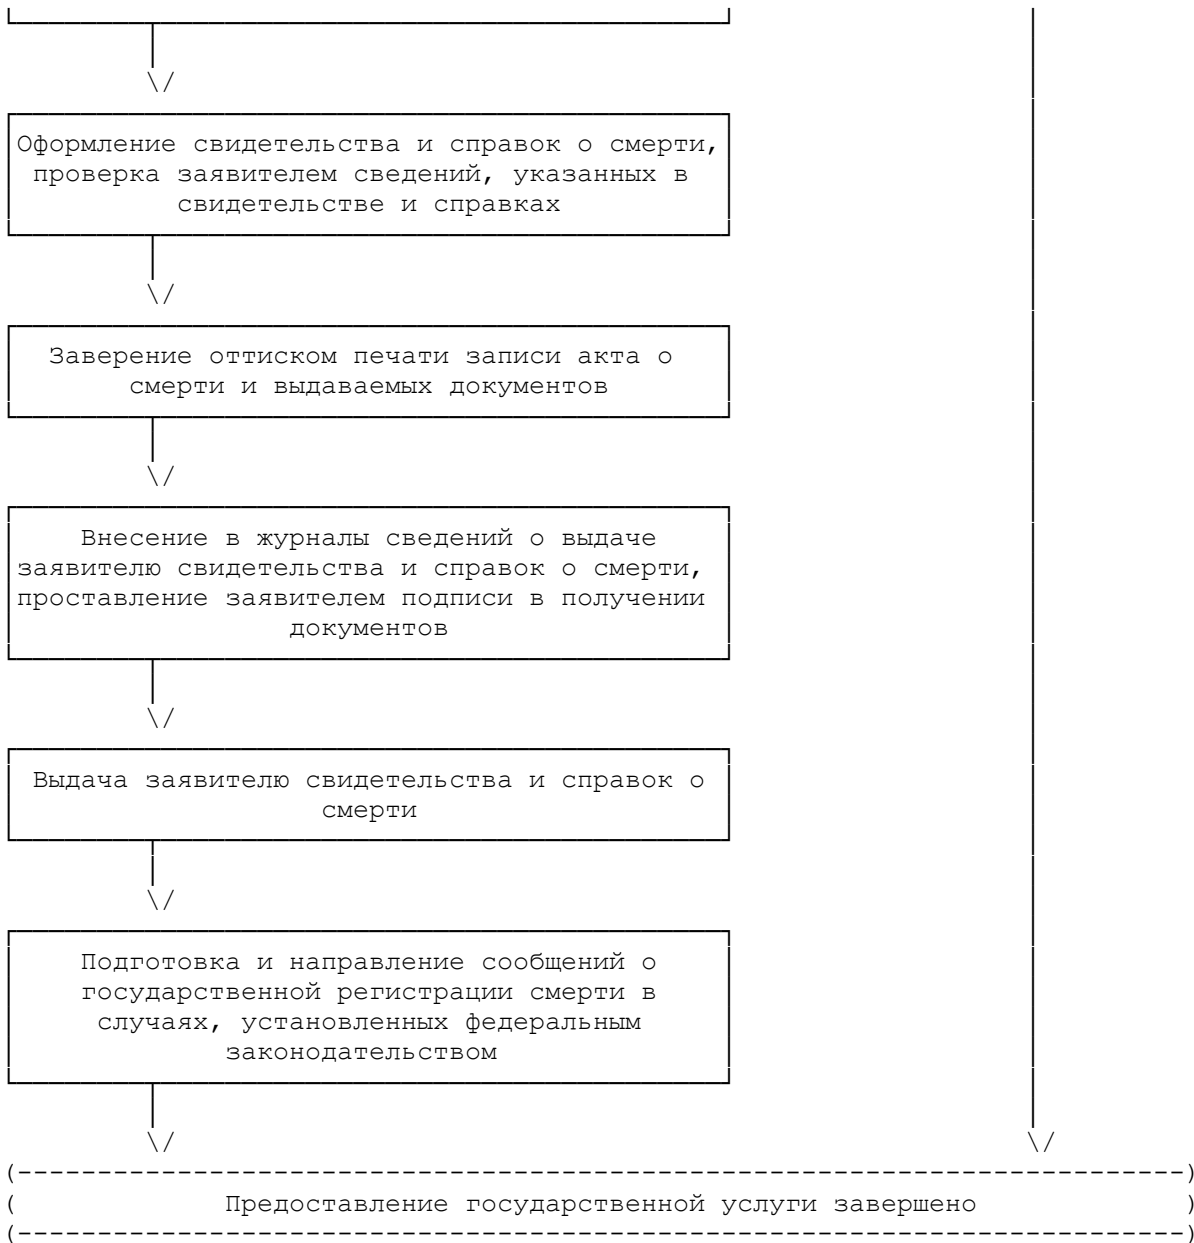 Оформление свидетельства и справок о смерти,
проверка заявителем сведений, указанных в
свидетельстве и справках
Заверение оттиском печати записи акта о
смерти и выдаваемых документов
Внесение в журналы сведений о выдаче
заявителю свидетельства и справок о смерти,
проставление заявителем подписи в получении
документов
Выдача заявителю свидетельства и справок о
смерти
Подготовка и направление сообщений о
государственной регистрации смерти в
случаях, установленных федеральным
законодательством
Предоставление государственной услуги завершено